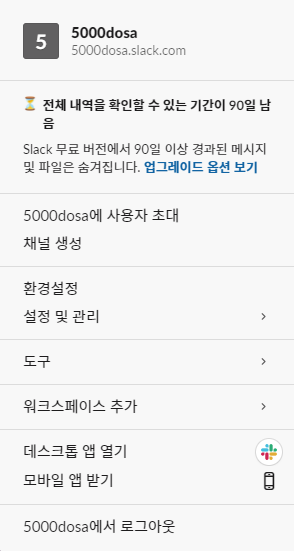 5
5000dosa
5000dosa.slack.com
⏳ 전체 내역을 확인할 수 있는 기간이 90일 남
음
Slack 무료 버전에서 90일 이상 경과된 메시지
및 파일은 숨겨집니다. 업그레이드 옵션 보기
5000dosa에 사용자 초대
채널 생성
환경설정
설정 및 관리
도구
워크스페이스 추가
데스크톱 앱 열기
모바일 앱 받기
5000dosa에서 로그아웃